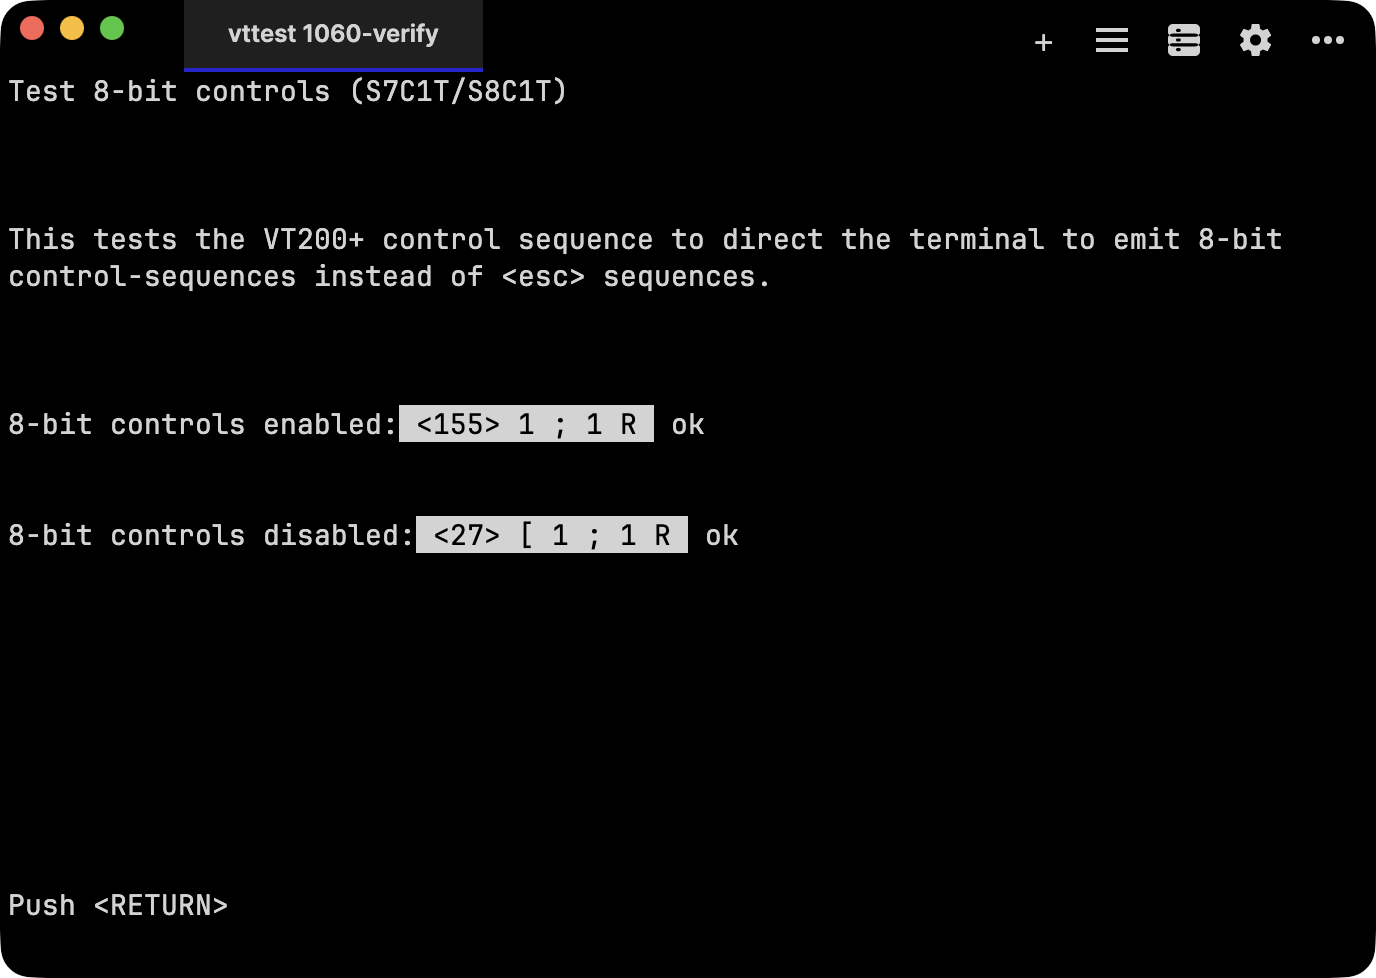 vttest 1060-verify
Test 8-bit controls (S7C1T/S8C1T)
This tests the VT200+ control sequence to direct the terminal to emit 8-bit
control-sequences instead of <esc> sequences.
8-bit controls enabled: <155> 1 ; 1 R  ok
8-bit controls disabled: <27> [ 1 ; 1 R  ok
Push <RETURN>